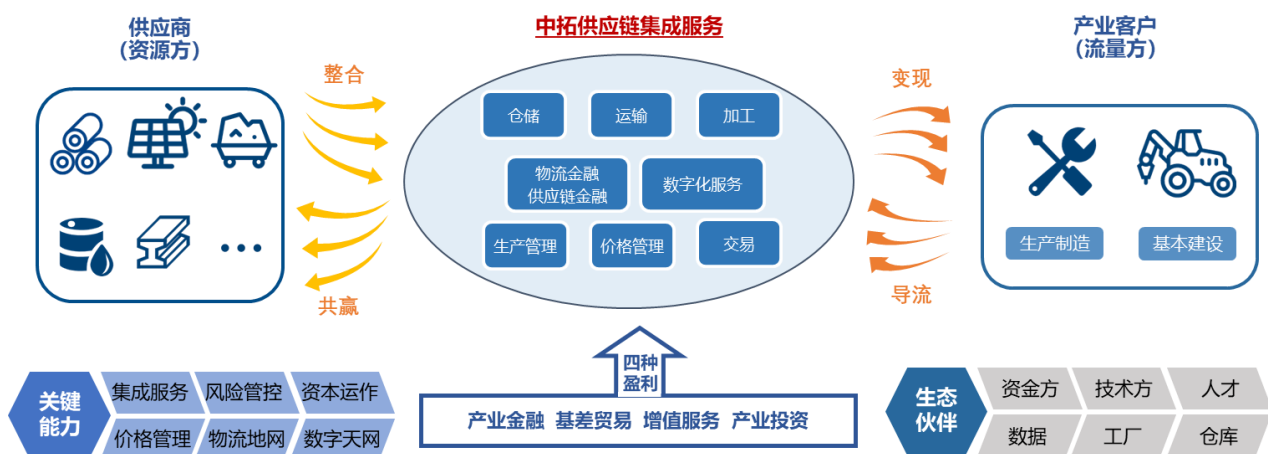 供应商
(资源方)
中拓供应链集成服务
产业客户
(流量方)
整合
变现
仓储
运输
加工
物流金融
供应链金融
数字化服务
生产管理
价格管理
交易
生产制造
基本建设
共赢
导流
四种
盈利
产业金融 基差贸易 增值服务 产业投资
关键
能力
集成服务
风险管控
资本运作
价格管理
物流地网
数字天网
生态
伙伴
资金方
技术方
人才
数据
工厂
仓库